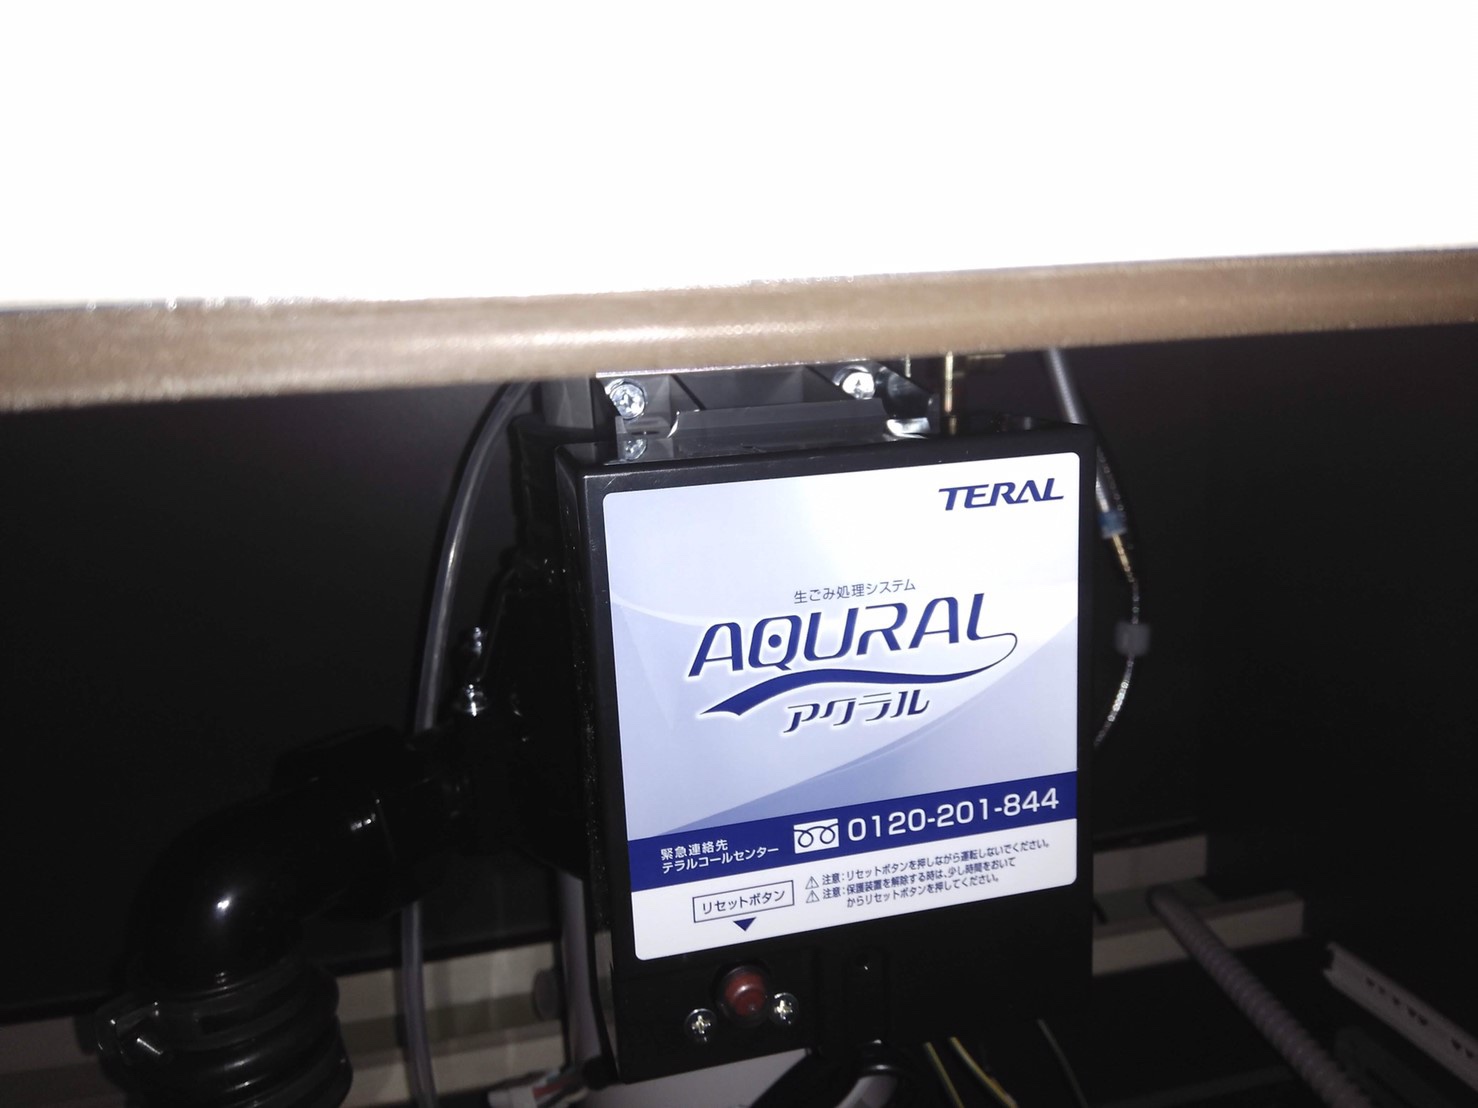 TERAL
生ごみ処理システム
AQURAL
アクラル
緊急連絡先
テラルコールセンター
0120-201-844
リセットボタン
注意：リセットボタンを押しながら運転しないでください。
注意：保護装置を解除する時は、少し時間をおいて
からリセットボタンを押してください。